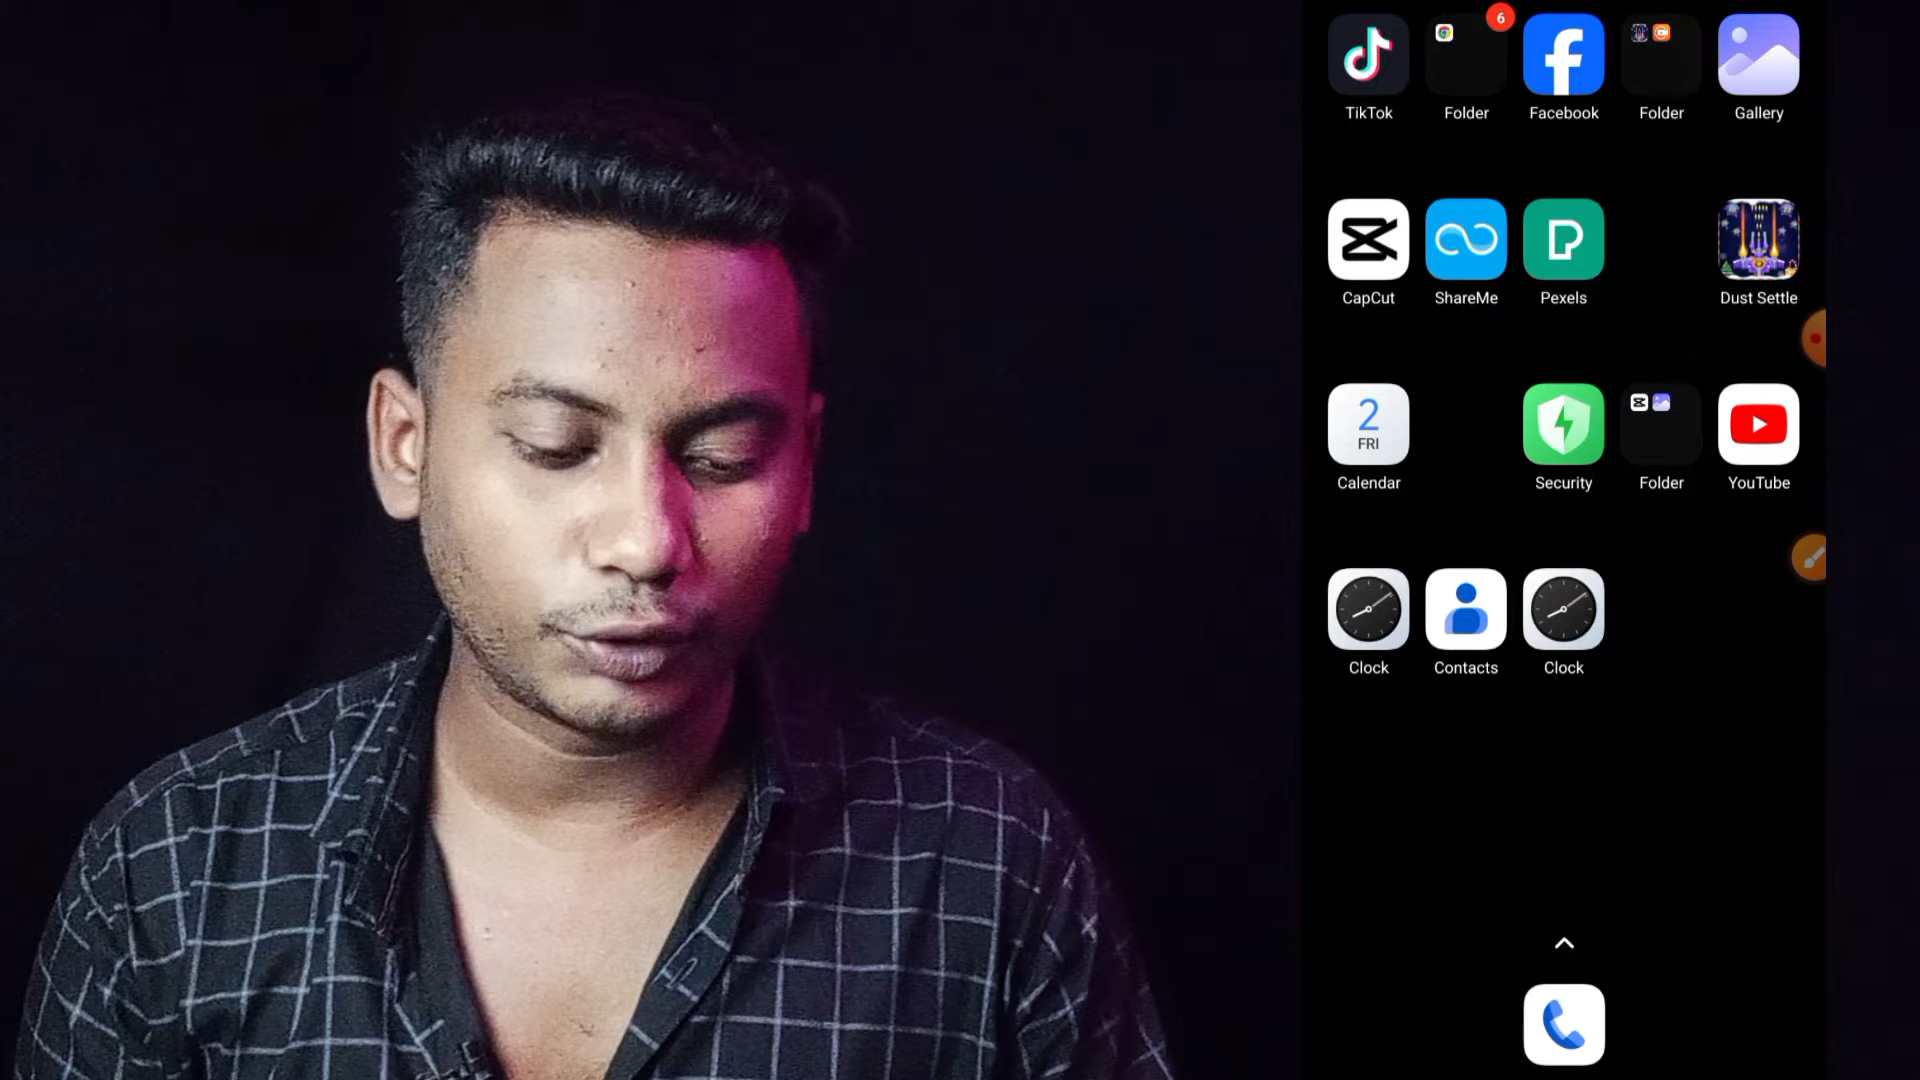 6
TikTok Folder Facebook Folder Gallery
CapCut ShareMe Pexels Dust Settle
2
FRI
Calendar Security Folder YouTube
Clock Contacts Clock